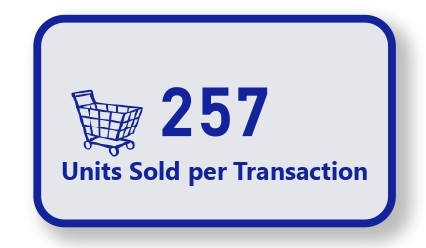 257
Units Sold per Transaction